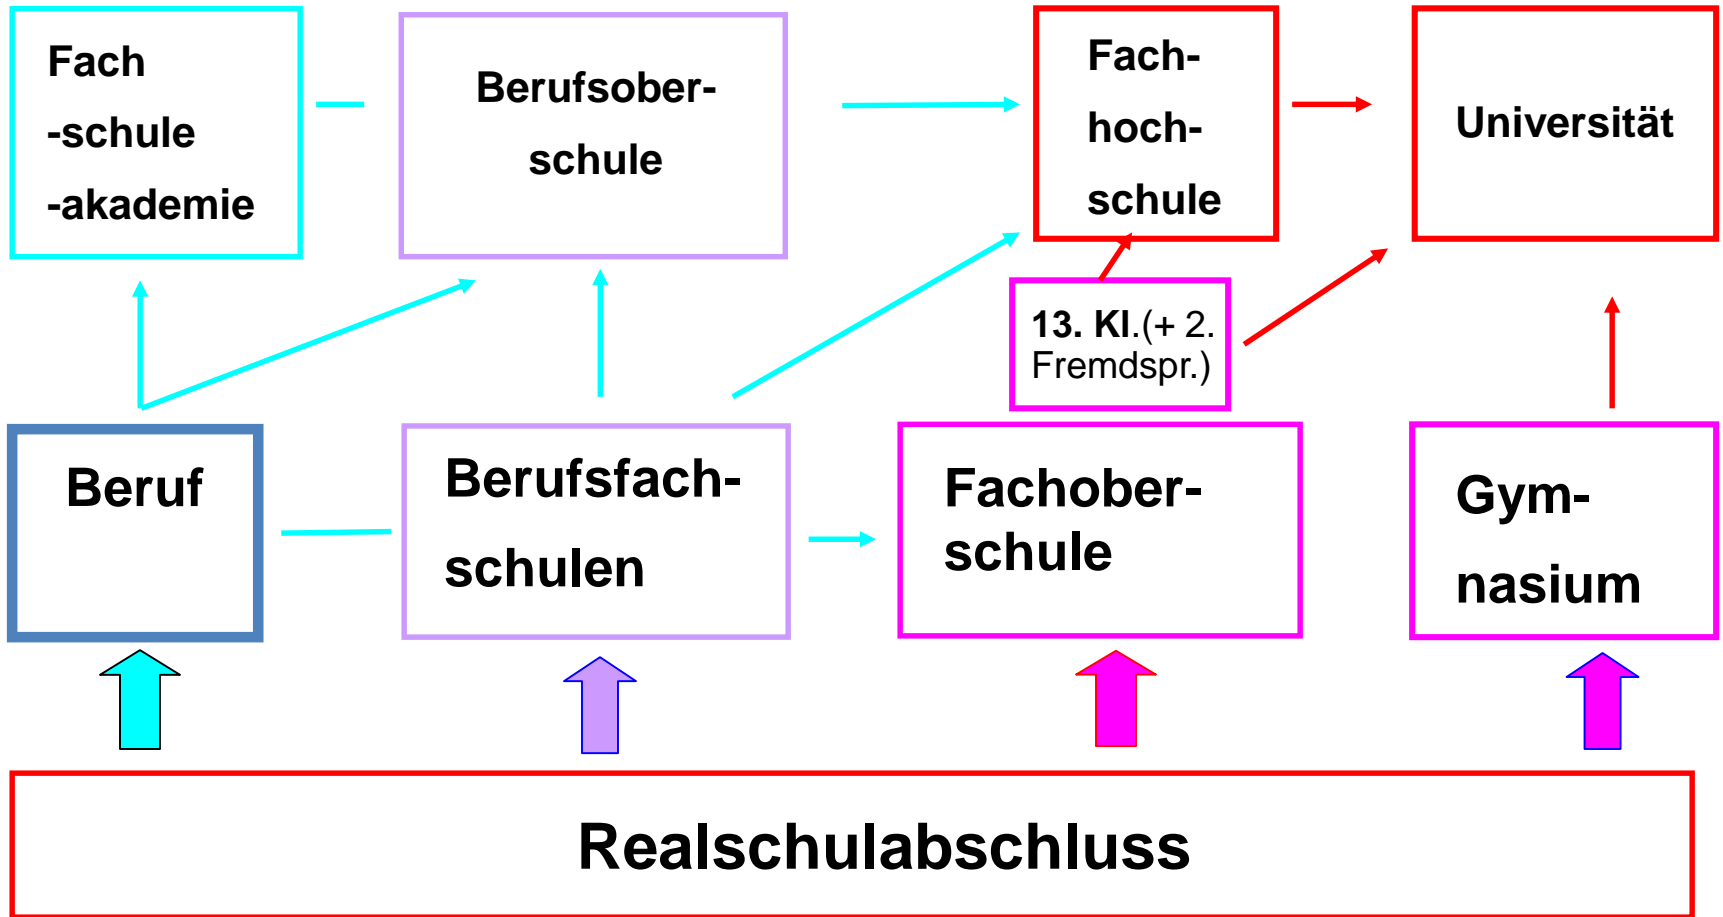 Fach
-schule
-akademie
Berufsober-
schule
Fach-
hoch-
schule
Universität
13. Kl.(+ 2.
Fremdspr.)
Beruf
Berufsfach-
schulen
Fachober-
schule
Gym-
nasium
Realschulabschluss